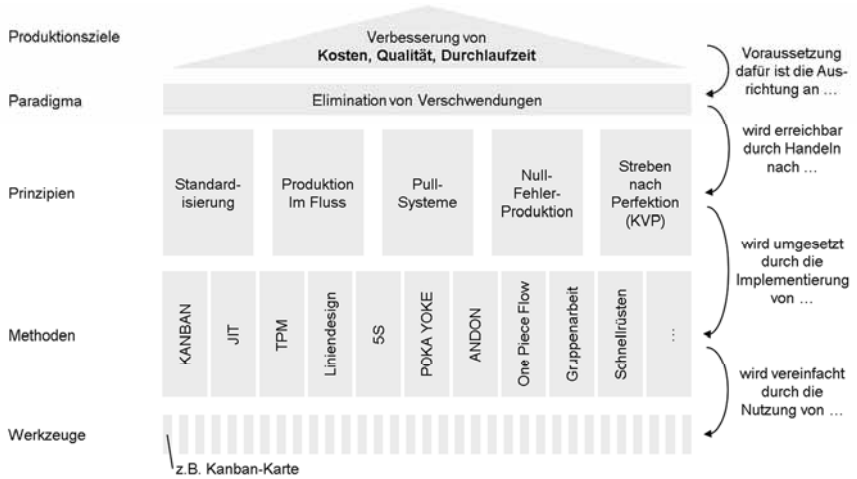 Produktionsziele
Verbesserung von
Kosten, Qualität, Durchlaufzeit
Voraussetzung
dafür ist die Aus-
richtung an ...
Paradigma
Elimination von Verschwendungen
wird erreichbar
durch Handeln
nach ...
Prinzipien
Standard-
isierung
Produktion
Im Fluss
Pull-
Systeme
Null-
Fehler-
Produktion
Streben
nach
Perfektion
(KVP)
wird umgesetzt
durch die
Implementierung
von ...
Methoden
KANBAN
JIT
TPM
Liniendesign
5S
POKA YOKE
ANDON
One Piece Flow
Gruppenarbeit
Schnellrüsten
...
wird vereinfacht
durch die
Nutzung von ...
Werkzeuge
z.B. Kanban-Karte